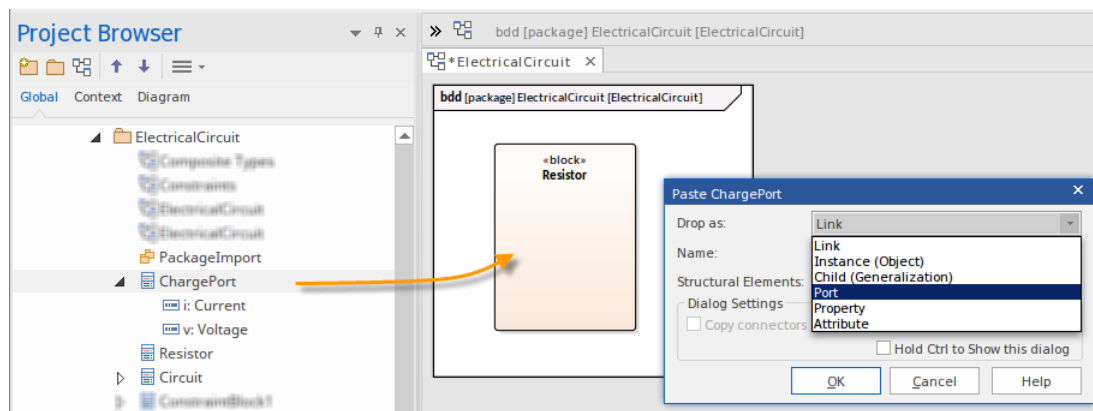 Project Browser
Global Context Diagram
ElectricalCircuit
PackageImport
ChargePort
i: Current
v: Voltage
Resistor
Circuit
bdd [package] ElectricalCircuit [ElectricalCircuit]
*ElectricalCircuit
bdd [package] ElectricalCircuit [ElectricalCircuit]
«block»
Resistor
Paste ChargePort
Drop as: Link
Link
Name: Instance (Object)
Child (Generalization)
Structural Elements: Port
Dialog Settings Property
Copy connectors Attribute
Hold Ctrl to Show this dialog
OK Cancel Help